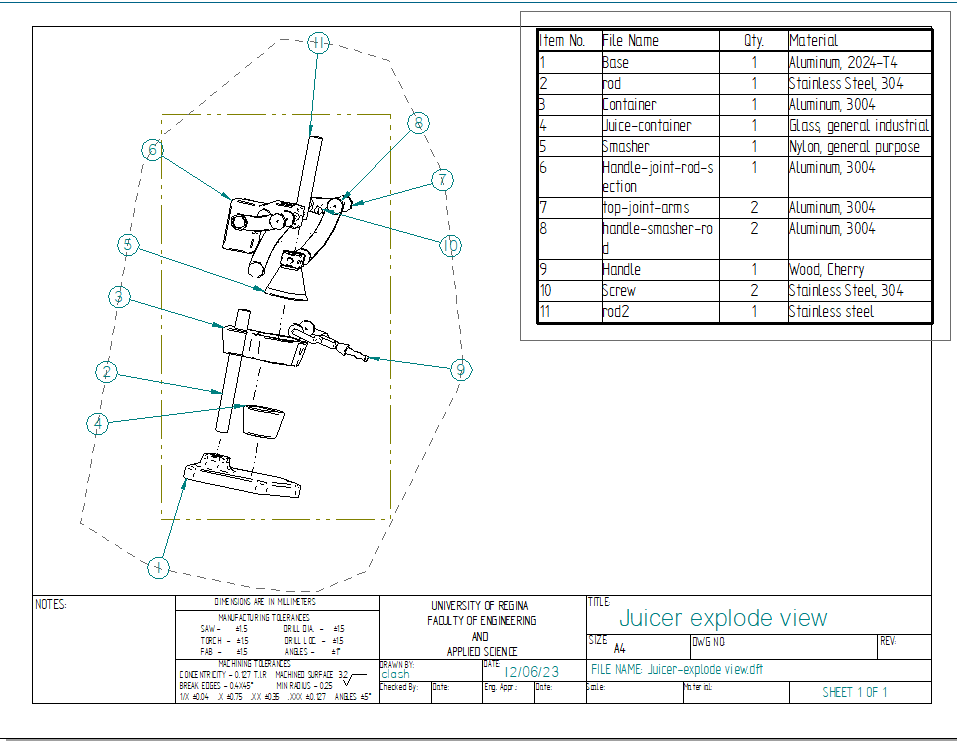 Item No. File Name Qty. Material
1 Base 1 Aluminum, 2024-T4
2 rod 1 Stainless Steel, 304
3 Container 1 Aluminum, 3004
4 Juice-container 1 Glass, general industrial
5 Smasher 1 Nylon, general purpose
6 Handle-joint-rod-s 1 Aluminum, 3004
ection
7 top-joint-arms 2 Aluminum, 3004
8 handle-smasher-ro 2 Aluminum, 3004
d
9 Handle 1 Wood, Cherry
10 Screw 2 Stainless Steel, 304
11 rod2 1 Stainless steel
11
8
6
7
5
10
3
2
9
4
1
NOTES:
DIMENSIONS ARE IN MILLIMETERS
MANUFACTURING TOLERANCES
SAW - ±1.5 DRILL DIA. - ±1.5
TORCH - ±1.5 DRILL LOC. - ±1.5
FAB - ±1.5 ANGLES - ±1°
MACHINING TOLERANCES
CONCENTRICITY - 0.127 T.I.R MACHINED SURFACE 3.2
BREAK EDGES - 0.4X45° MIN RADIUS - 0.25
1/X ±0.04 .X ±0.75 .XX ±0.35 .XXX ±0.127 ANGLES ±.5°
UNIVERSITY OF REGINA
FACULTY OF ENGINEERING
AND
APPLIED SCIENCE
DRAWN BY: DATE:
clash 12/06/23
Checked By: Date: Eng. Appr.: Date:
TITLE:
Juicer explode view
SIZE A4 DWG NO: REV:
FILE NAME: Juicer-explode view.dft
Scale: Material: SHEET 1 OF 1